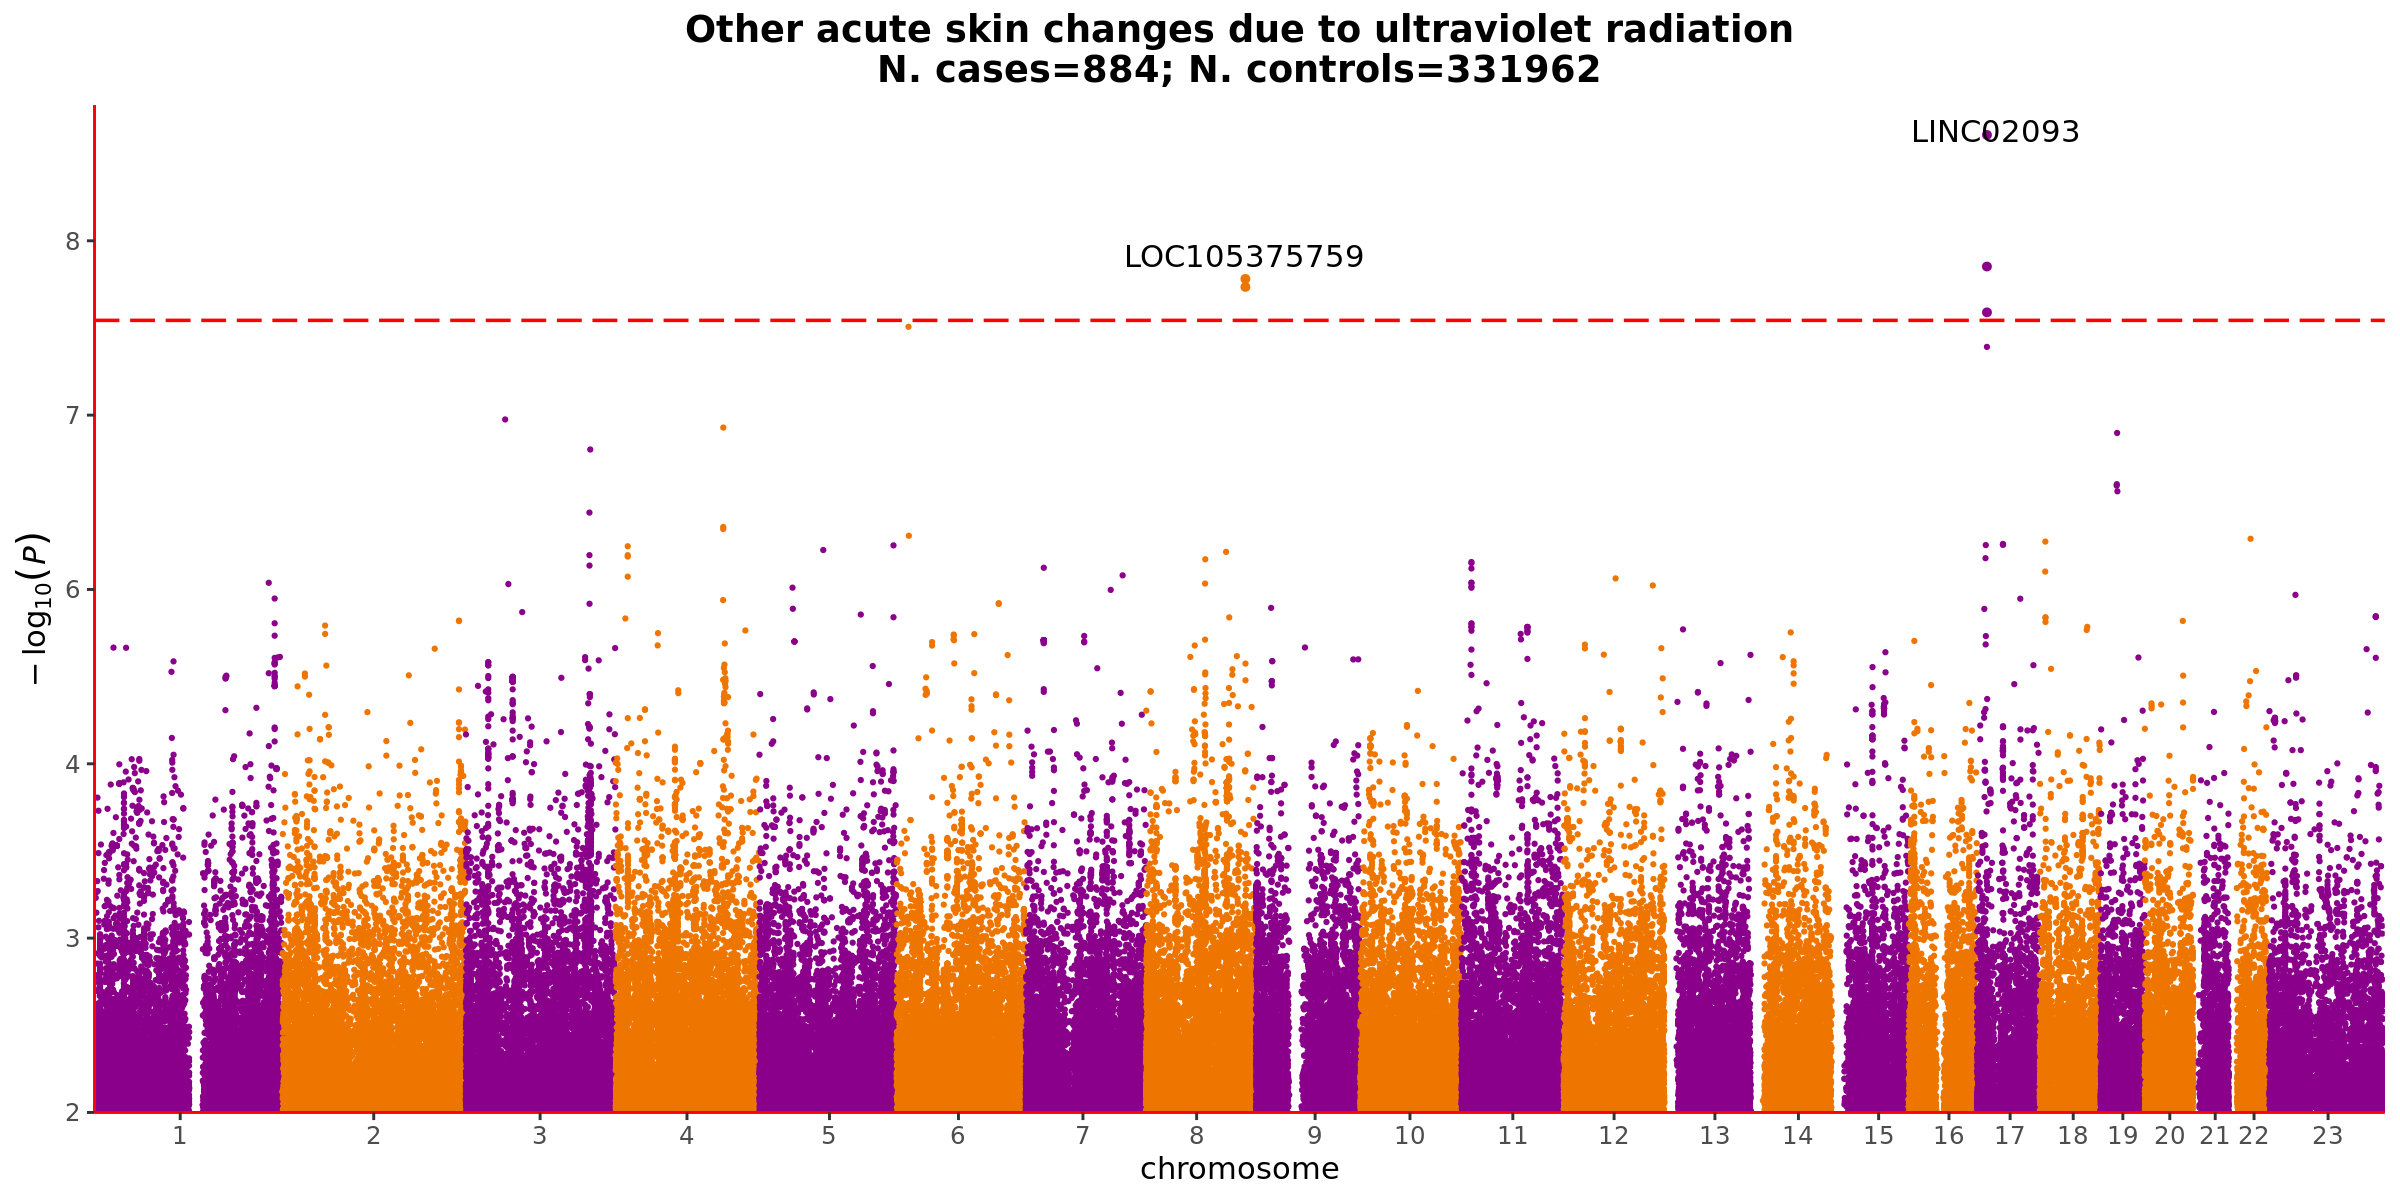 Other acute skin changes due to ultraviolet radiation
N. cases=884; N. controls=331962
LINC02093
LOC105375759
8
7
6
4
3
2
−log10(P)
1 2 3 4 5 6 7 8 9 10 11 12 13 14 15 16 17 18 19 20 21 22 23
chromosome